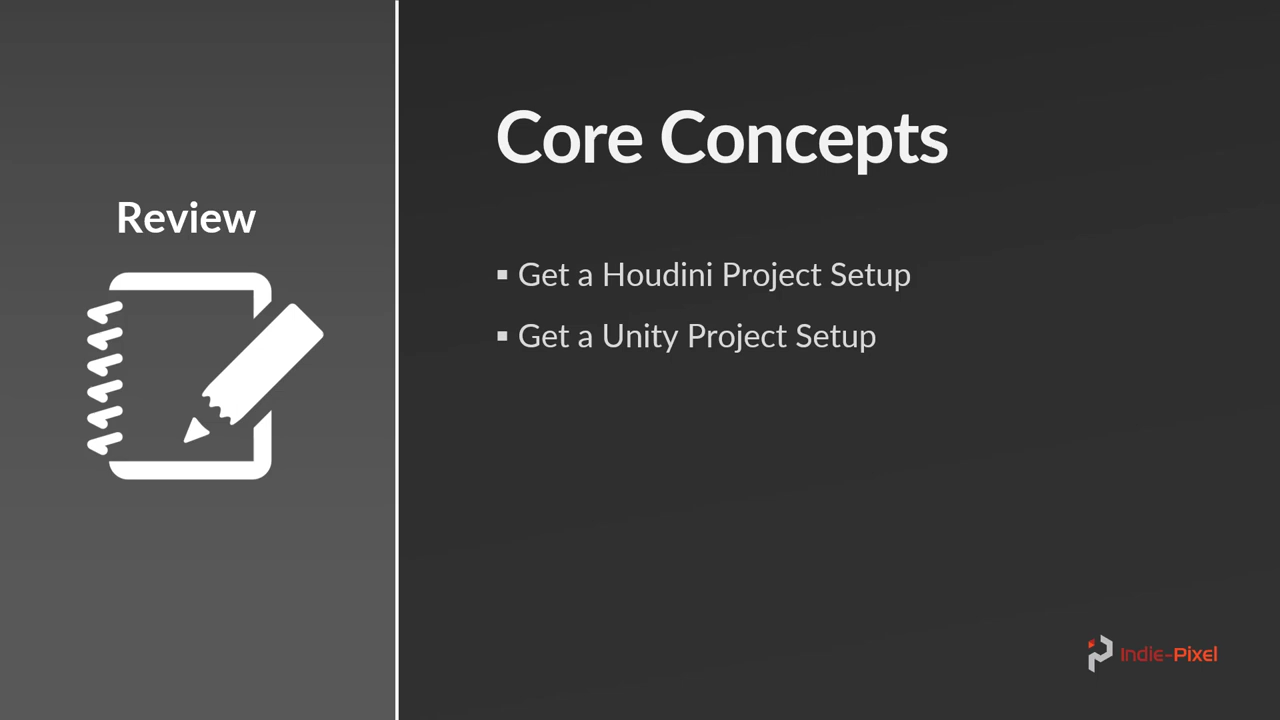 Review
Core Concepts
▪ Get a Houdini Project Setup
▪ Get a Unity Project Setup
Indie-Pixel